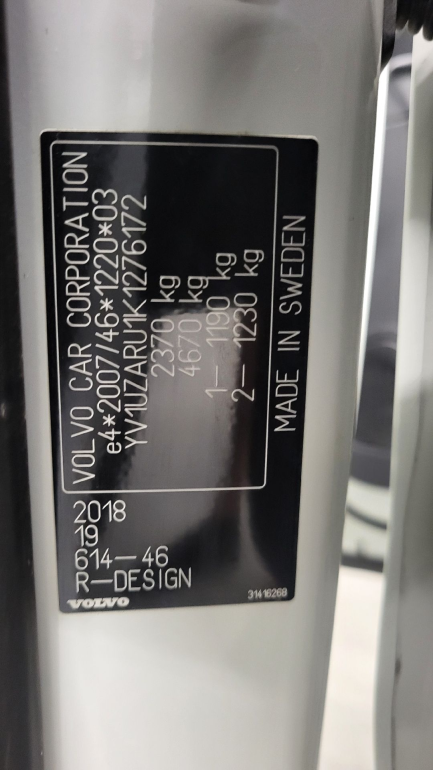 VOLVO CAR CORPORATION
e4*2007/46*1220*03
YV1UZARU1K1276172
2370 kg
4670 kg
1— 1190 kg
2— 1230 kg
MADE IN SWEDEN
2018
19
614—46
R—DESIGN
VOLVO
31416268